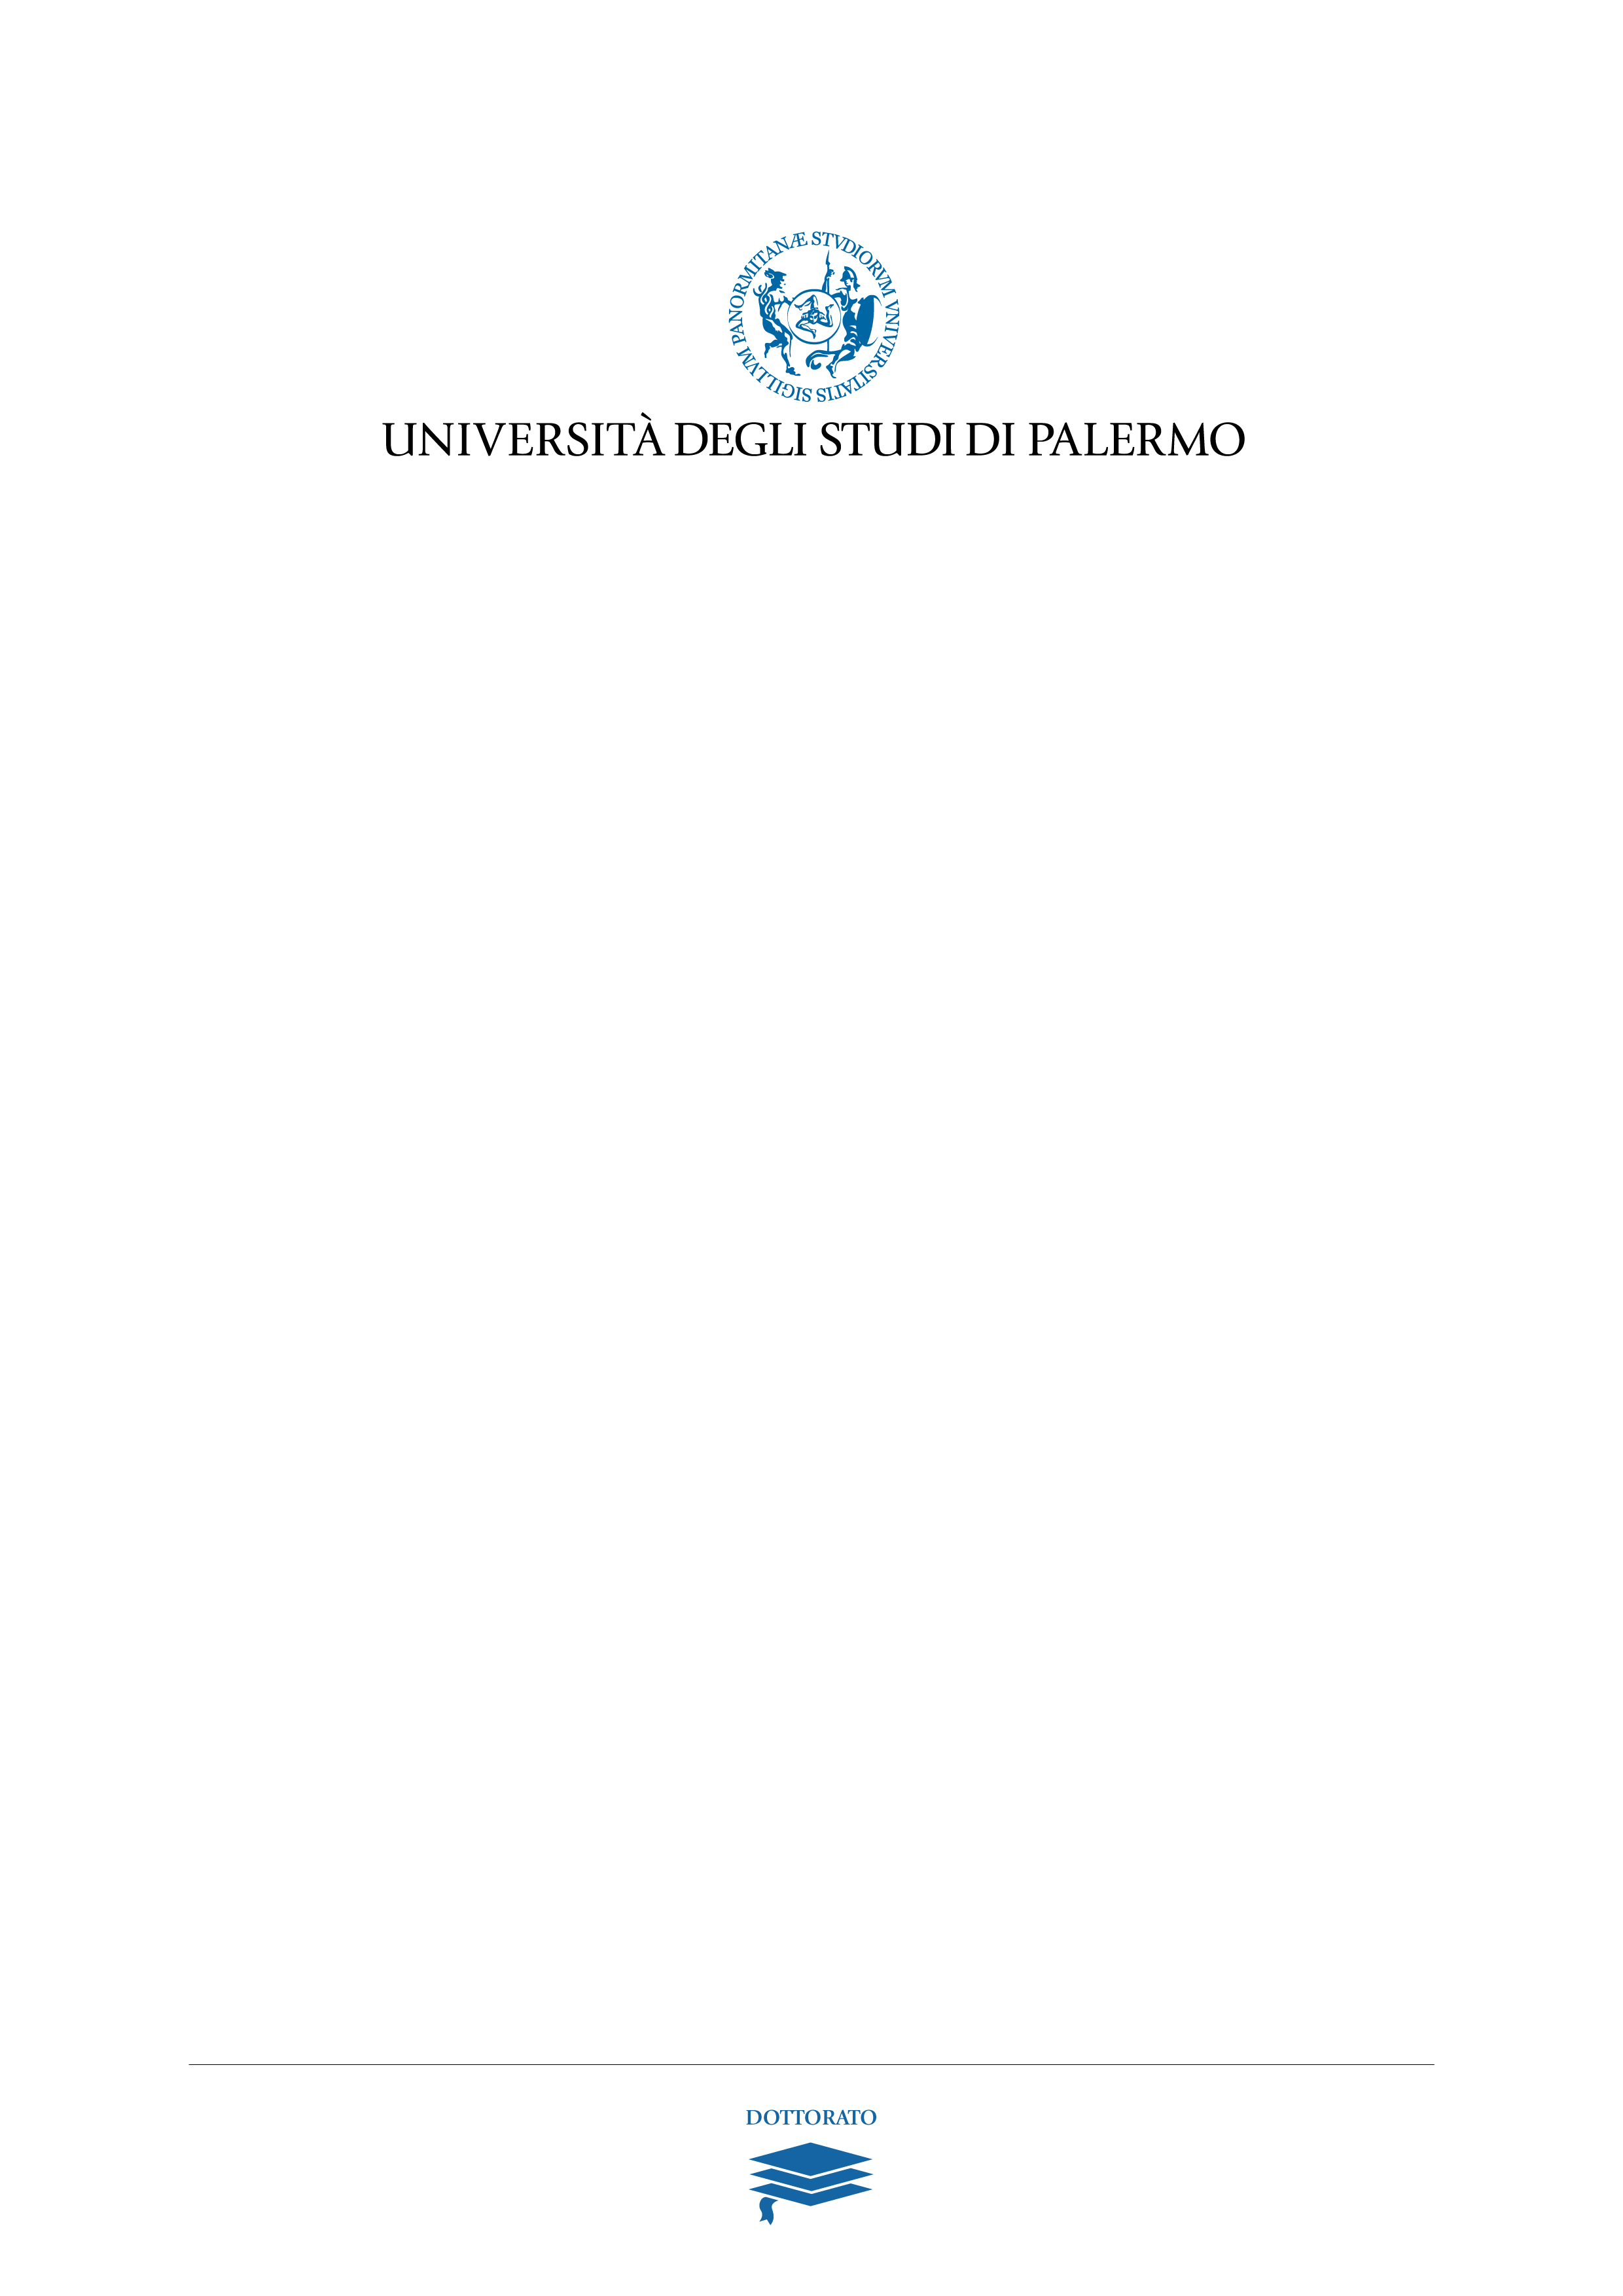 SIGILLVM PANORMITANÆ STVDIORVM VNIVERSITATIS
UNIVERSITÀ DEGLI STUDI DI PALERMO
DOTTORATO